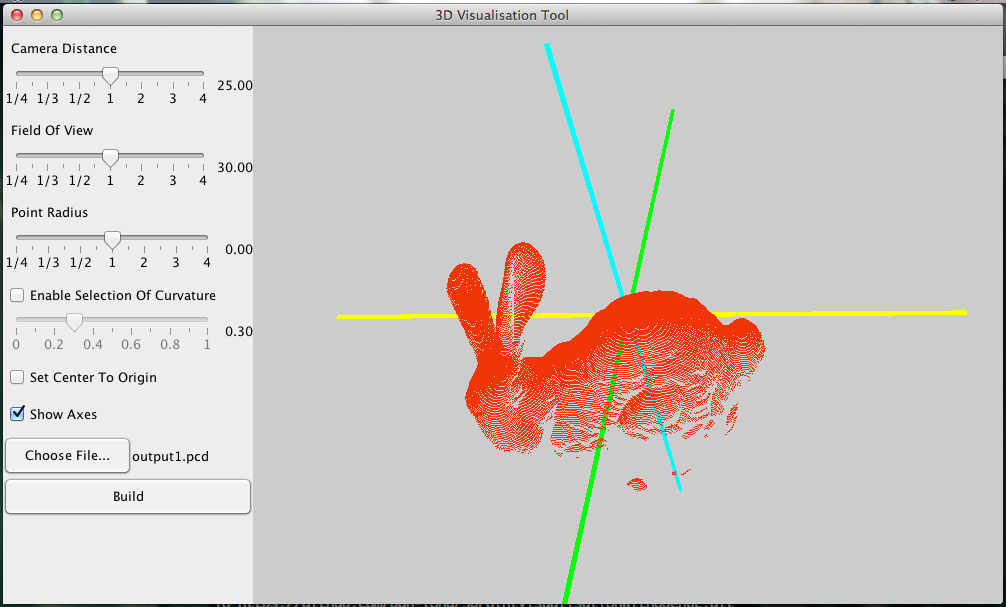 3D Visualisation Tool
Camera Distance
25.00
1/4 1/3 1/2 1 2 3 4
Field Of View
30.00
1/4 1/3 1/2 1 2 3 4
Point Radius
0.00
1/4 1/3 1/2 1 2 3 4
Enable Selection Of Curvature
0.30
0 0.2 0.4 0.6 0.8 1
Set Center To Origin
Show Axes
Choose File... output1.pcd
Build